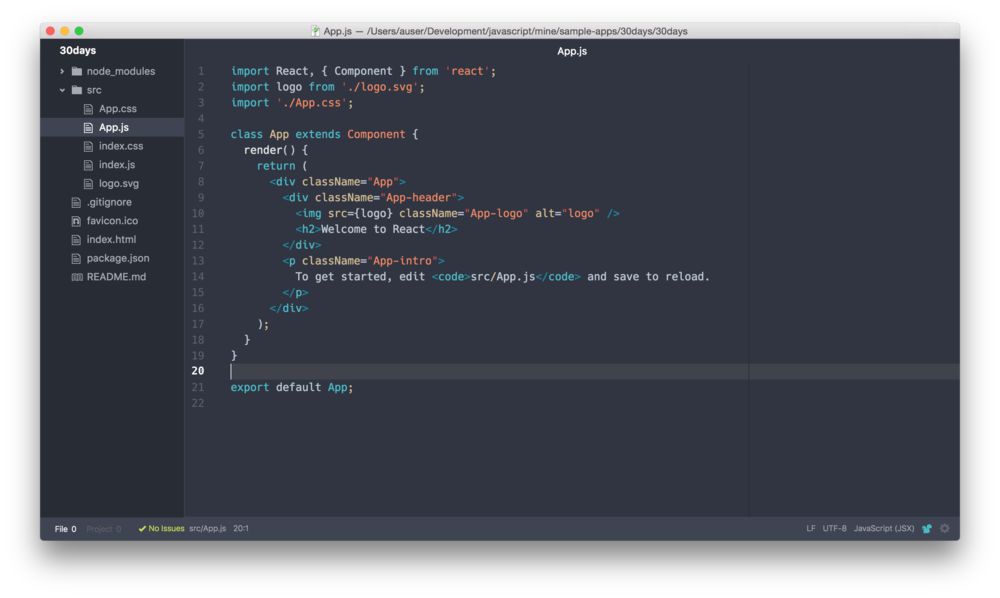 App.js — /Users/auser/Development/javascript/mine/sample-apps/30days/30days
30days
node_modules
src
App.css
App.js
index.css
index.js
logo.svg
.gitignore
favicon.ico
index.html
package.json
README.md
App.js
1 import React, { Component } from 'react';
2 import logo from './logo.svg';
3 import './App.css';
4
5 class App extends Component {
6   render() {
7     return (
8       <div className="App">
9         <div className="App-header">
10           <img src={logo} className="App-logo" alt="logo" />
11           <h2>Welcome to React</h2>
12         </div>
13         <p className="App-intro">
14           To get started, edit <code>src/App.js</code> and save to reload.
15         </p>
16       </div>
17     );
18   }
19 }
20
21 export default App;
22
File 0 Project 0 No Issues src/App.js 20:1 LF UTF-8 JavaScript (JSX)